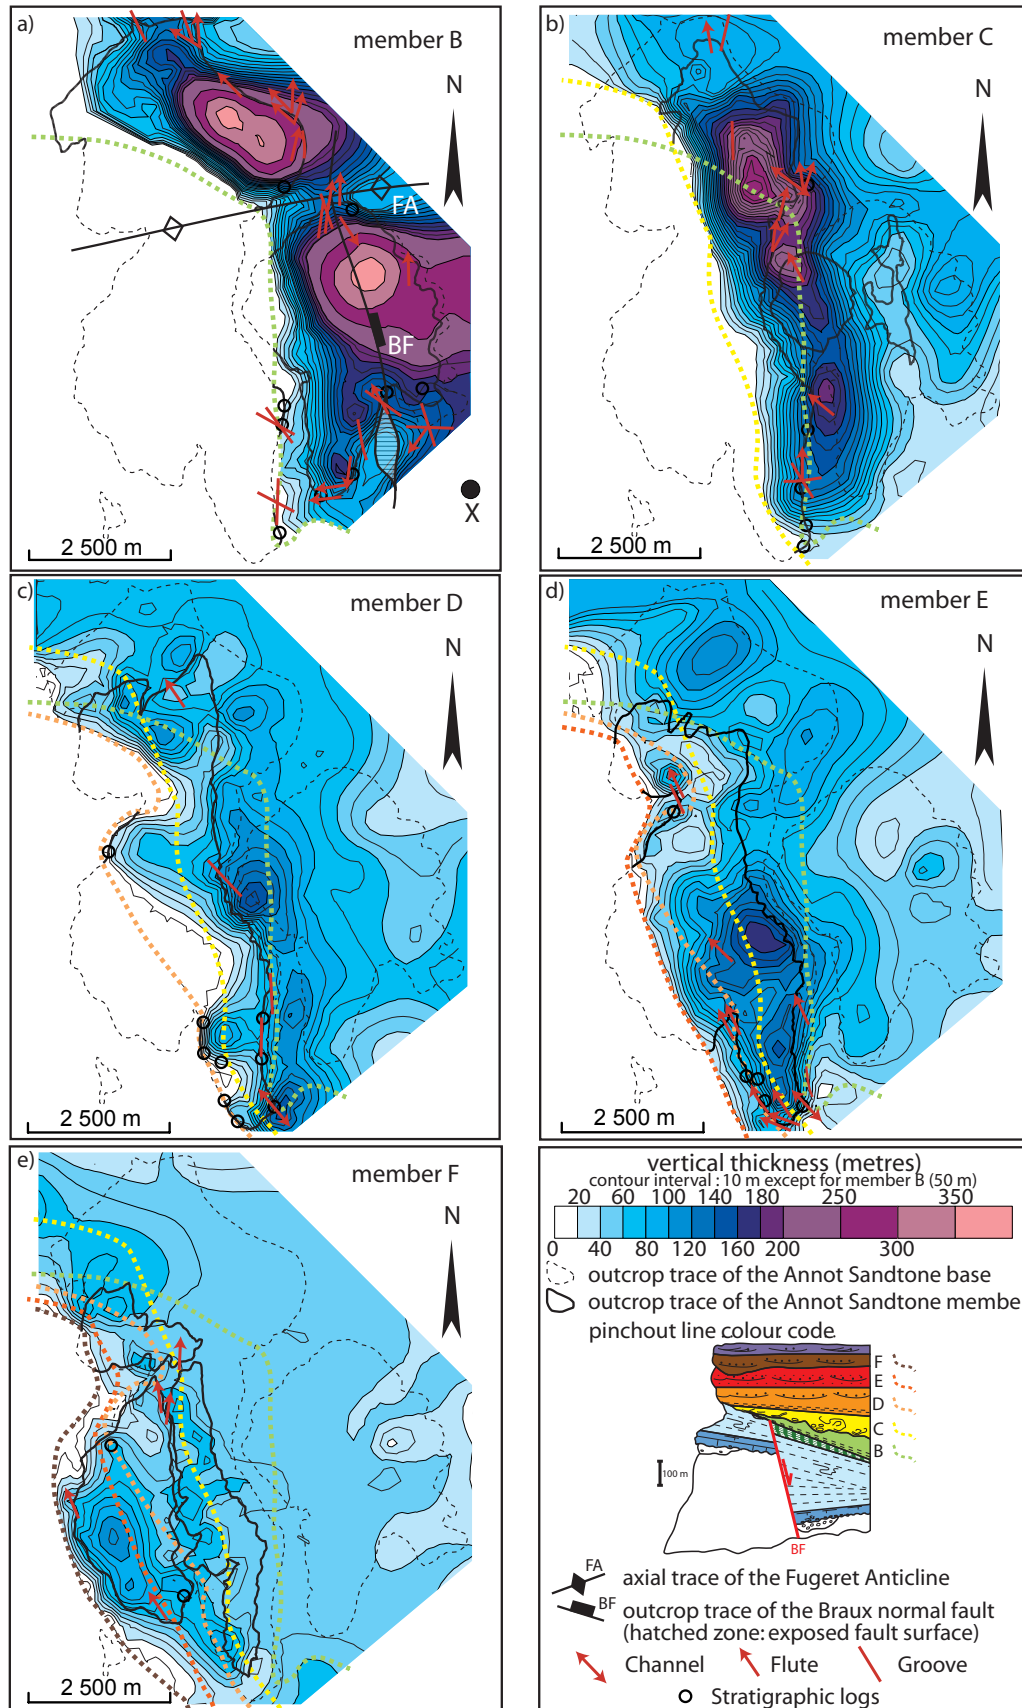 a)
member B
N
FA
BF
X
2 500 m
b)
member C
N
2 500 m
c)
member D
N
2 500 m
d)
member E
N
2 500 m
e)
member F
N
2 500 m
vertical thickness (metres)
contour interval : 10 m except for member B (50 m)
20 60 100 140 180 250 350
0 40 80 120 160 200 300
outcrop trace of the Annot Sandtone base
outcrop trace of the Annot Sandtone membe
pinchout line colour code
F
E
D
C
B
100 m
BF
FA
axial trace of the Fugeret Anticline
BF
outcrop trace of the Braux normal fault
(hatched zone: exposed fault surface)
Channel Flute Groove
Stratigraphic logs